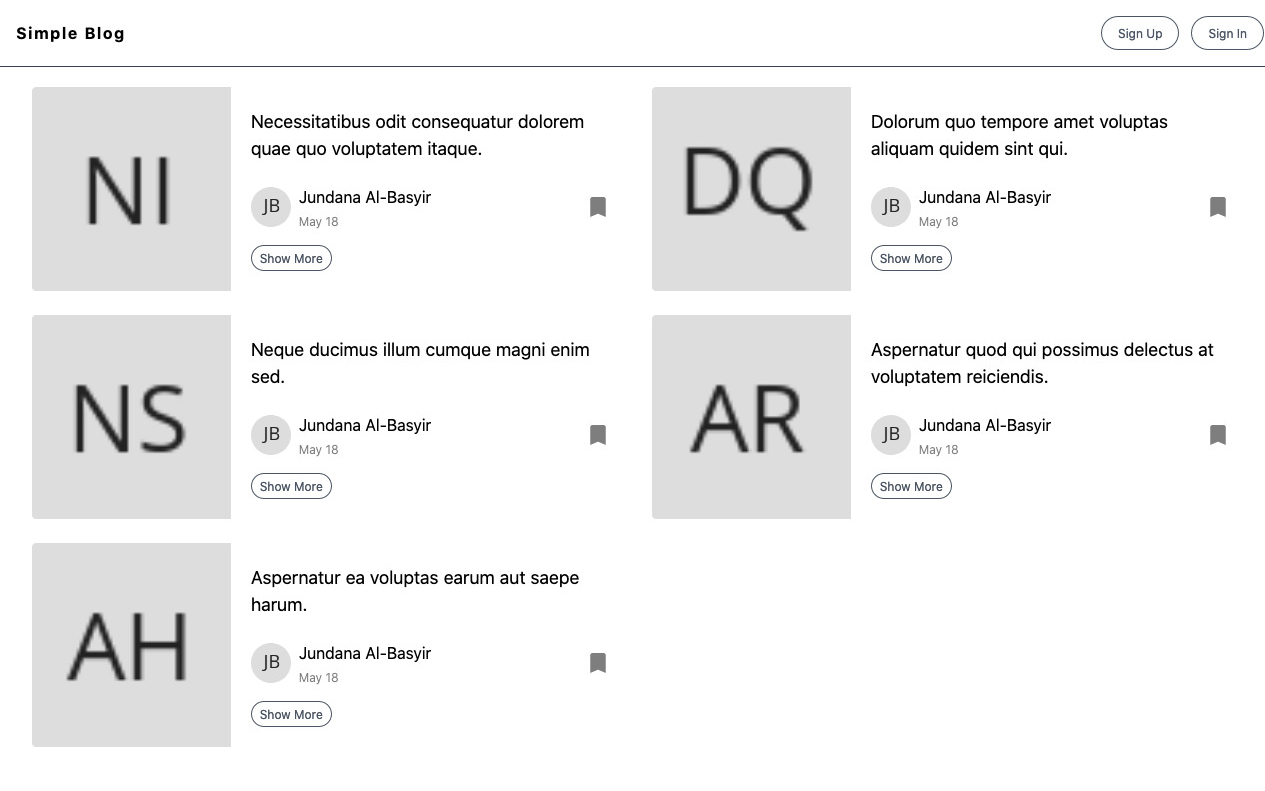 Simple Blog
Sign Up
Sign In
NI
Necessitatibus odit consequatur dolorem
quae quo voluptatem itaque.
JB
Jundana Al-Basyir
May 18
Show More
DQ
Dolorum quo tempore amet voluptas
aliquam quidem sint qui.
JB
Jundana Al-Basyir
May 18
Show More
NS
Neque ducimus illum cumque magni enim
sed.
JB
Jundana Al-Basyir
May 18
Show More
AR
Aspernatur quod qui possimus delectus at
voluptatem reiciendis.
JB
Jundana Al-Basyir
May 18
Show More
AH
Aspernatur ea voluptas earum aut saepe
harum.
JB
Jundana Al-Basyir
May 18
Show More